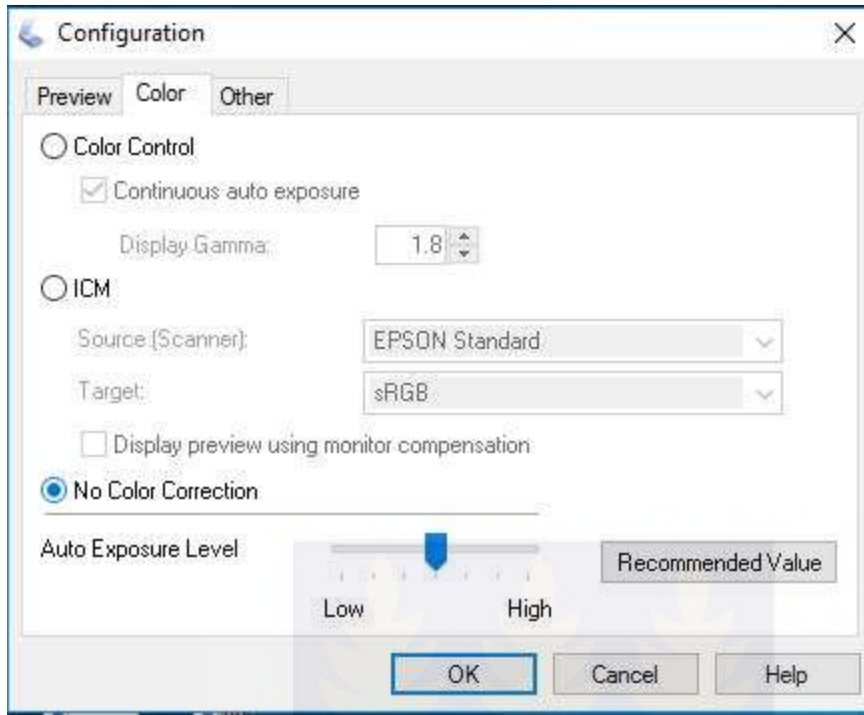 Configuration
Preview Color Other
Color Control
Continuous auto exposure
Display Gamma: 1.8
ICM
Source (Scanner): EPSON Standard
Target: sRGB
Display preview using monitor compensation
No Color Correction
Auto Exposure Level
Recommended Value
Low High
OK Cancel Help